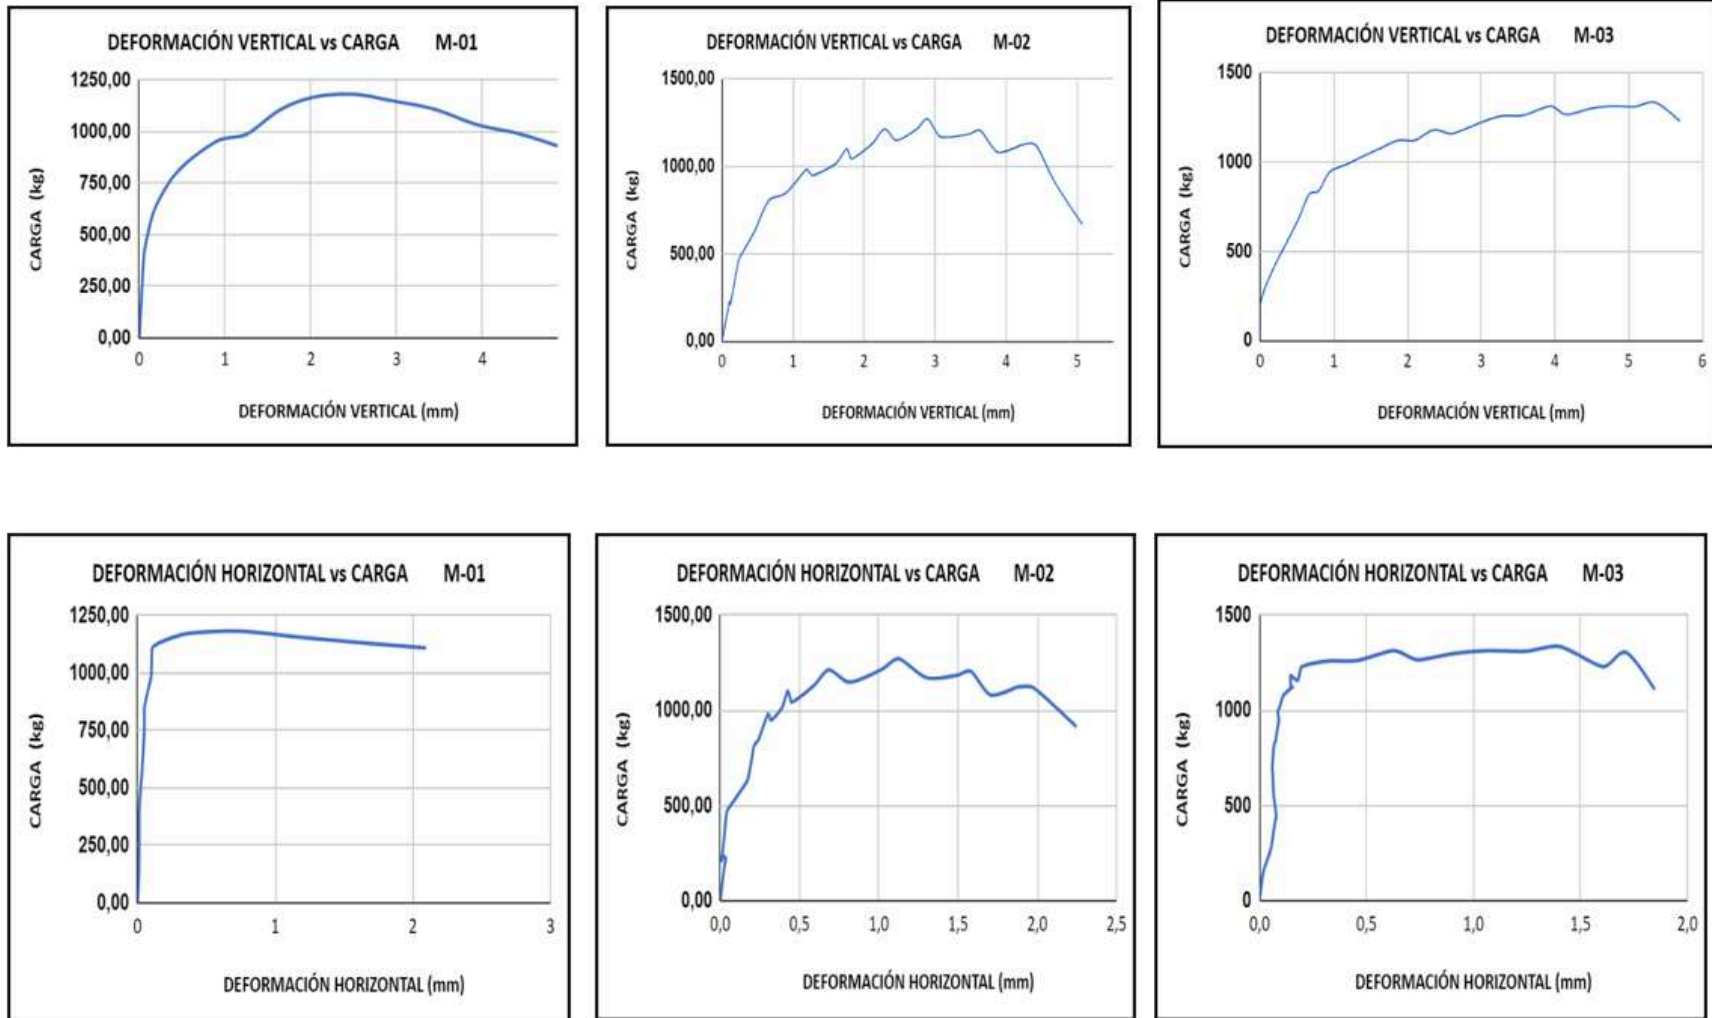 DEFORMACIÓN VERTICAL vs CARGA M-01
1250,00
1000,00
750,00
500,00
250,00
0,00
CARGA (kg)
0 1 2 3 4
DEFORMACIÓN VERTICAL (mm)
DEFORMACIÓN VERTICAL vs CARGA M-02
1500,00
1000,00
500,00
0,00
CARGA (kg)
0 1 2 3 4 5
DEFORMACIÓN VERTICAL (mm)
DEFORMACIÓN VERTICAL vs CARGA M-03
1500
1000
500
0
CARGA (kg)
0 1 2 3 4 5 6
DEFORMACIÓN VERTICAL (mm)
DEFORMACIÓN HORIZONTAL vs CARGA M-01
1250,00
1000,00
750,00
500,00
250,00
0,00
CARGA (kg)
0 1 2 3
DEFORMACIÓN HORIZONTAL (mm)
DEFORMACIÓN HORIZONTAL vs CARGA M-02
1500,00
1000,00
500,00
0,00
CARGA (kg)
0,0 0,5 1,0 1,5 2,0 2,5
DEFORMACIÓN HORIZONTAL (mm)
DEFORMACIÓN HORIZONTAL vs CARGA M-03
1500
1000
500
0
CARGA (kg)
0,0 0,5 1,0 1,5 2,0
DEFORMACIÓN HORIZONTAL (mm)